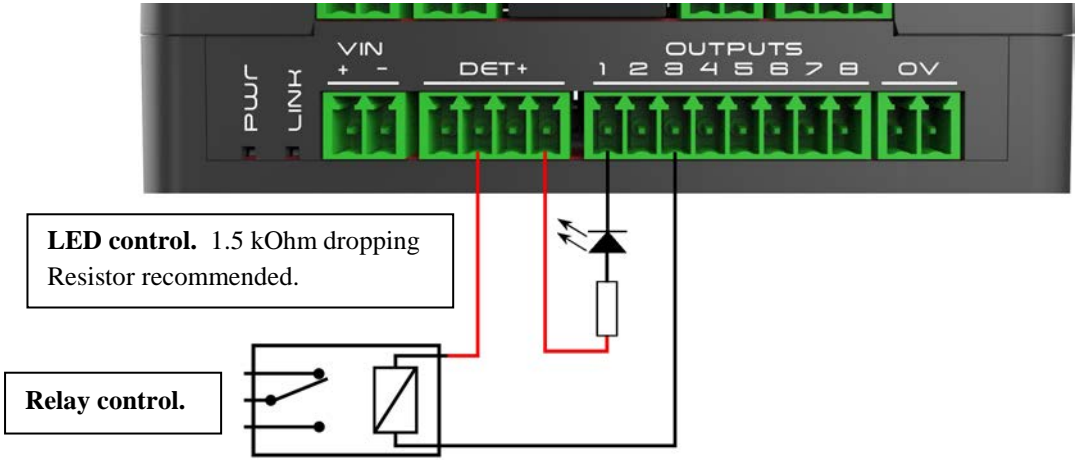 VIN
+ -
DET+
OUTPUTS
1 2 3 4 5 6 7 8
0V
PWr
LINK
LED control. 1.5 kOhm dropping
Resistor recommended.
Relay control.